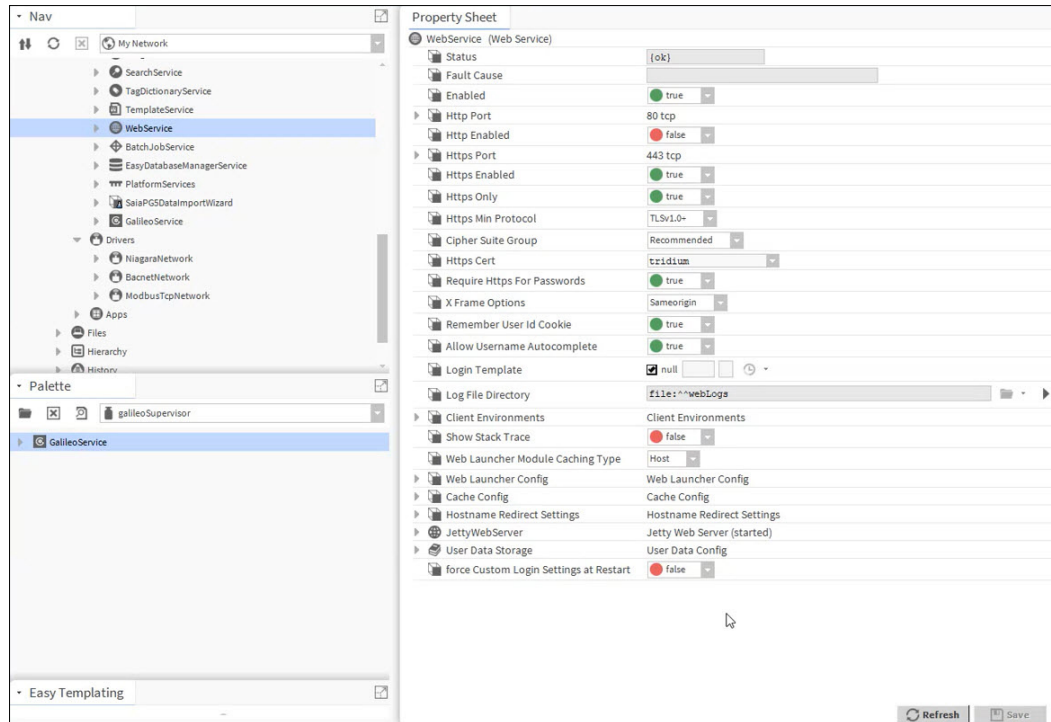 Nav
My Network
SearchService
TagDictionaryService
TemplateService
WebService
BatchJobService
EasyDatabaseManagerService
PlatformServices
SaiaPG5DataImportWizard
GalileoService
Drivers
NiagaraNetwork
BacnetNetwork
ModbusTcpNetwork
Apps
Files
Hierarchy
History
Palette
galileoSupervisor
GalileoService
Easy Templating
Property Sheet
WebService (Web Service)
Status {ok}
Fault Cause
Enabled true
Http Port 80 tcp
Http Enabled false
Https Port 443 tcp
Https Enabled true
Https Only true
Https Min Protocol TLSv1.0+
Cipher Suite Group Recommended
Https Cert tridium
Require Https For Passwords true
X Frame Options Sameorigin
Remember User Id Cookie true
Allow Username Autocomplete true
Login Template null
Log File Directory file:^^webLogs
Client Environments Client Environments
Show Stack Trace false
Web Launcher Module Caching Type Host
Web Launcher Config Web Launcher Config
Cache Config Cache Config
Hostname Redirect Settings Hostname Redirect Settings
JettyWebServer Jetty Web Server (started)
User Data Storage User Data Config
force Custom Login Settings at Restart false
Refresh Save